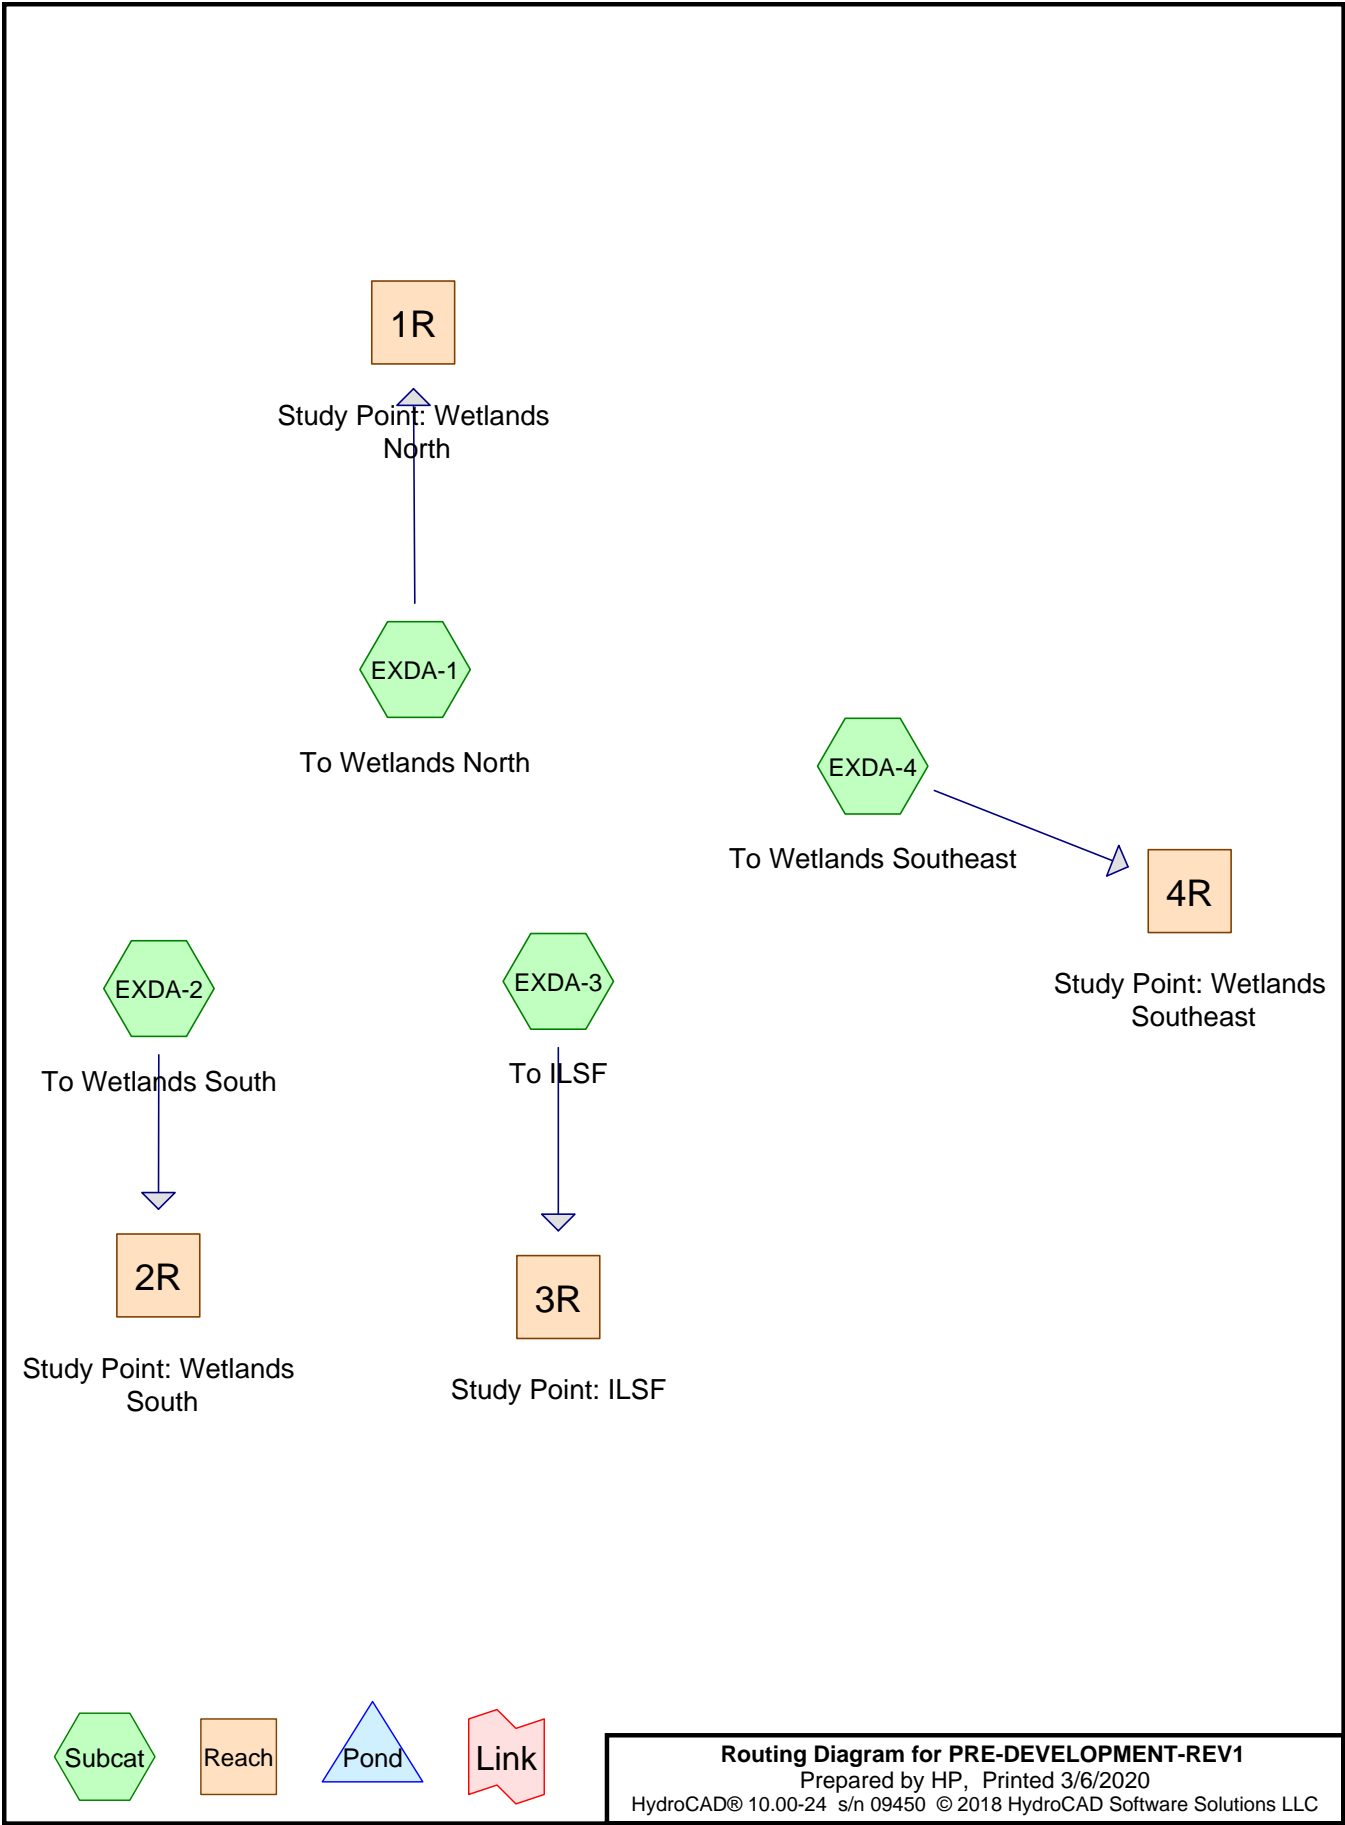 1R
Study Point: Wetlands
North
EXDA-1
To Wetlands North
EXDA-4
To Wetlands Southeast
4R
Study Point: Wetlands
Southeast
EXDA-2
To Wetlands South
EXDA-3
To ILSF
2R
Study Point: Wetlands
South
3R
Study Point: ILSF
Subcat
Reach
Pond
Link
Routing Diagram for PRE-DEVELOPMENT-REV1
Prepared by HP, Printed 3/6/2020
HydroCAD® 10.00-24 s/n 09450 © 2018 HydroCAD Software Solutions LLC